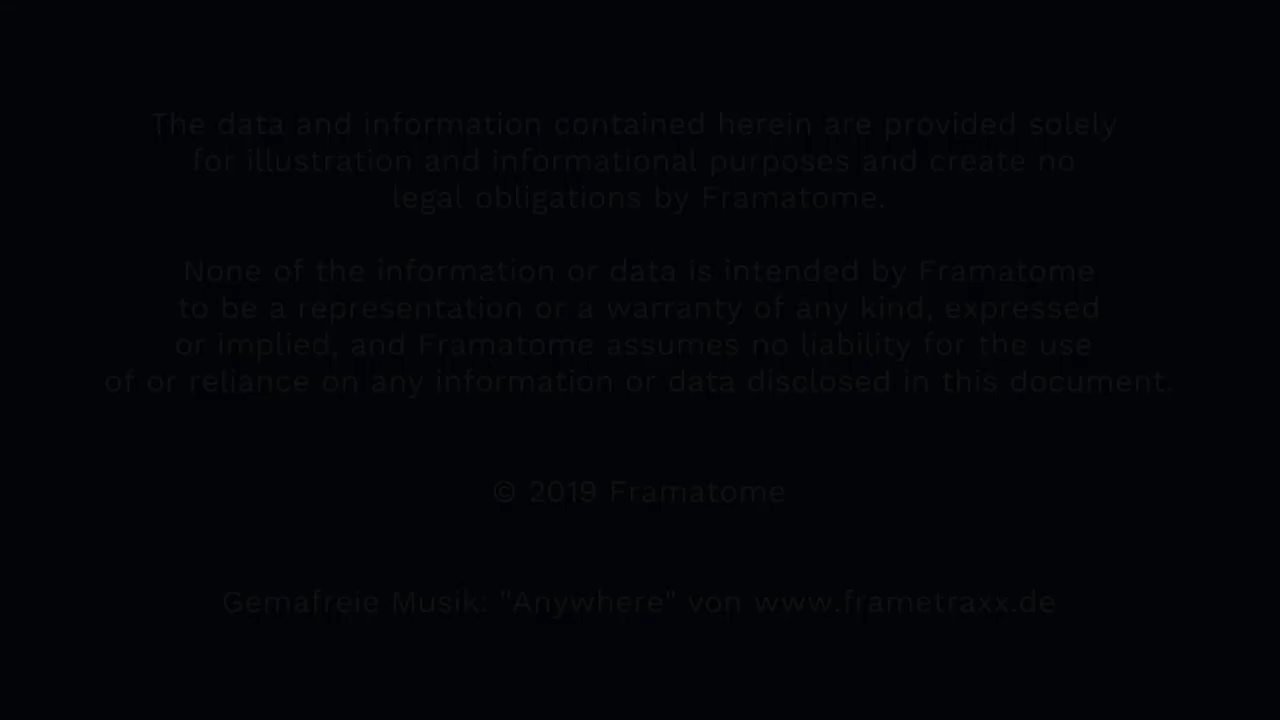 The data and information contained herein are provided solely
for illustration and informational purposes and create no
legal obligations by Framatome.
None of the information or data is intended by Framatome
to be a representation or a warranty of any kind, expressed
or implied, and Framatome assumes no liability for the use
of or reliance on any information or data disclosed in this document.
© 2019 Framatome
Gemafreie Musik: "Anywhere" von www.frametraxx.de